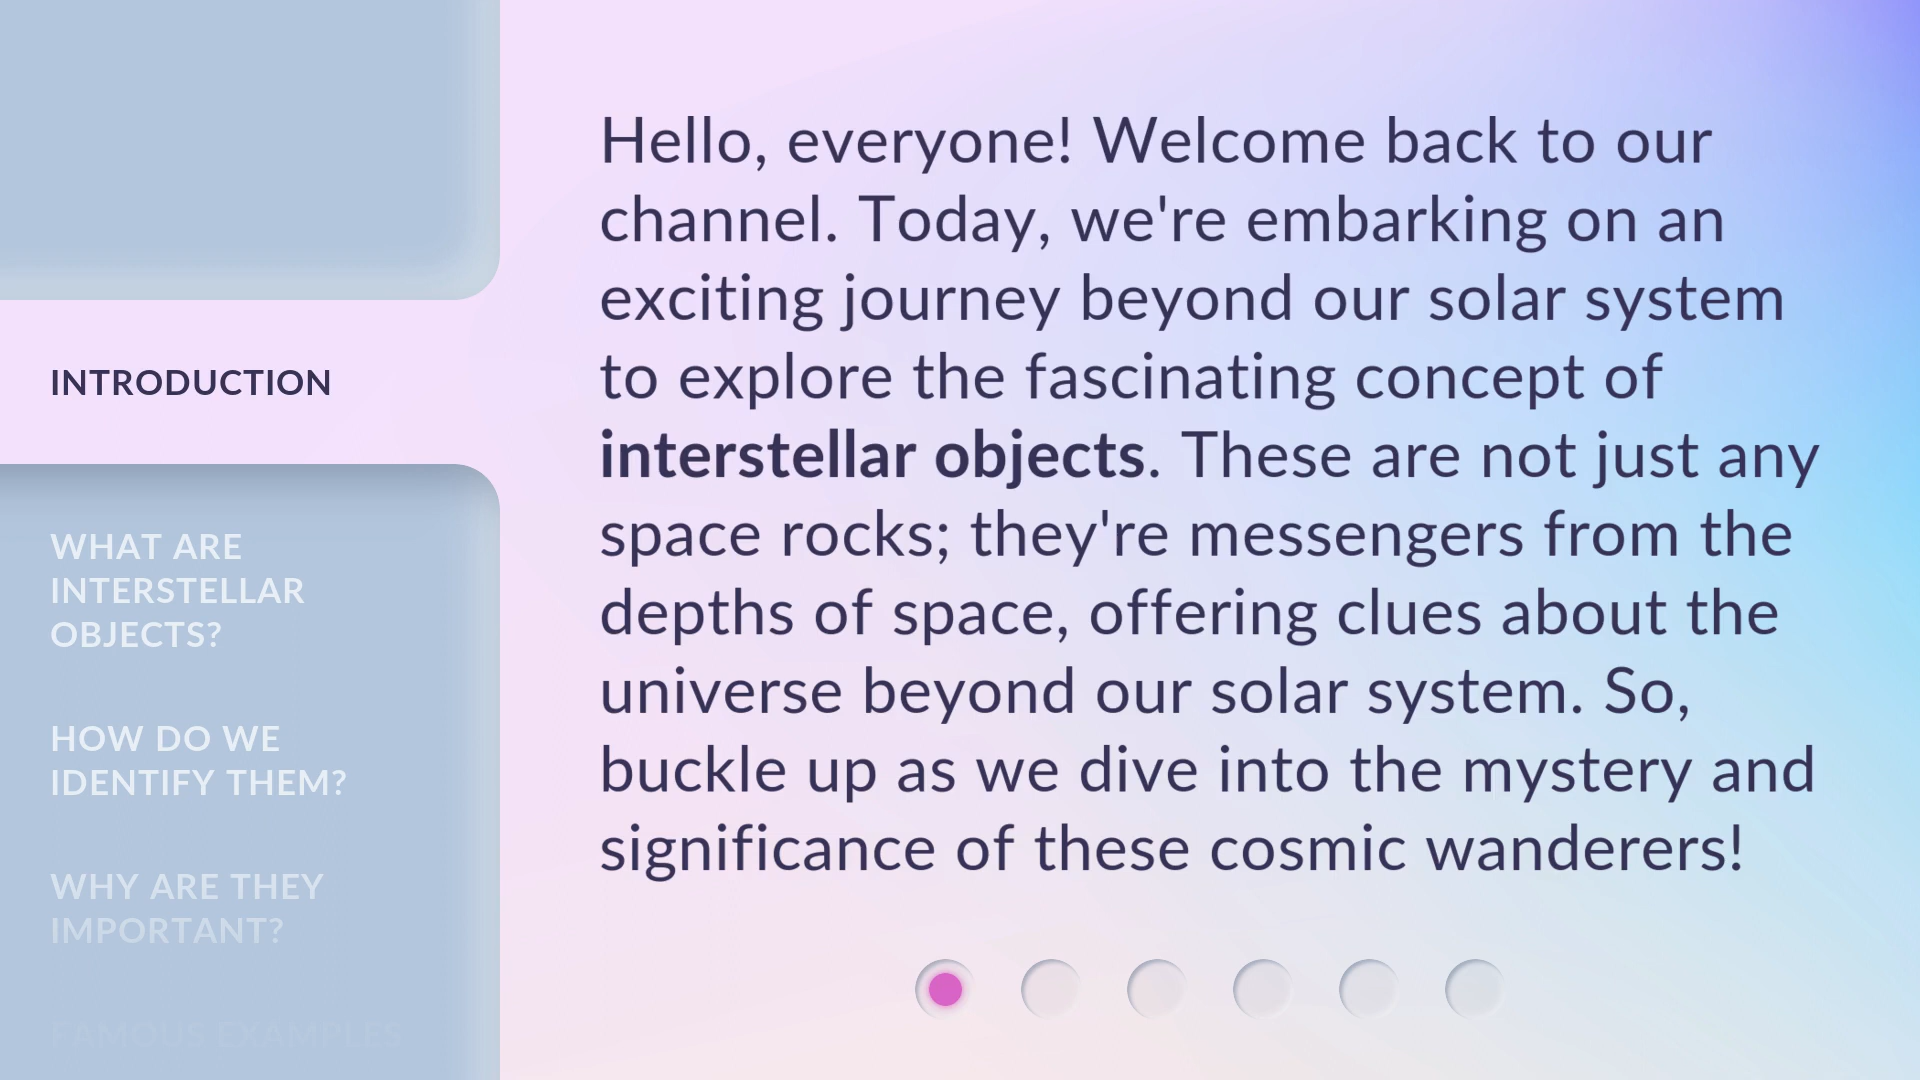 INTRODUCTION
WHAT ARE
INTERSTELLAR
OBJECTS?
HOW DO WE
IDENTIFY THEM?
WHY ARE THEY
IMPORTANT?
FAMOUS EXAMPLES
Hello, everyone! Welcome back to our
channel. Today, we're embarking on an
exciting journey beyond our solar system
to explore the fascinating concept of
interstellar objects. These are not just any
space rocks; they're messengers from the
depths of space, offering clues about the
universe beyond our solar system. So,
buckle up as we dive into the mystery and
significance of these cosmic wanderers!